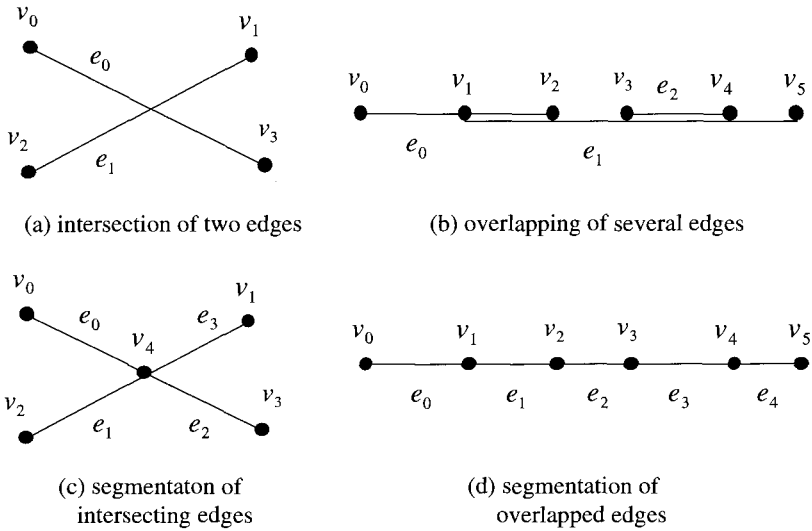 v0 v1
e0
v2 v3
e1
(a) intersection of two edges
v0 v1 v2 v3 e2 v4 v5
e0 e1
(b) overlapping of several edges
v0 v1
e0 e3
v4
v2 v3
e1 e2
(c) segmentaton of
intersecting edges
v0 v1 v2 v3 v4 v5
e0 e1 e2 e3 e4
(d) segmentation of
overlapped edges